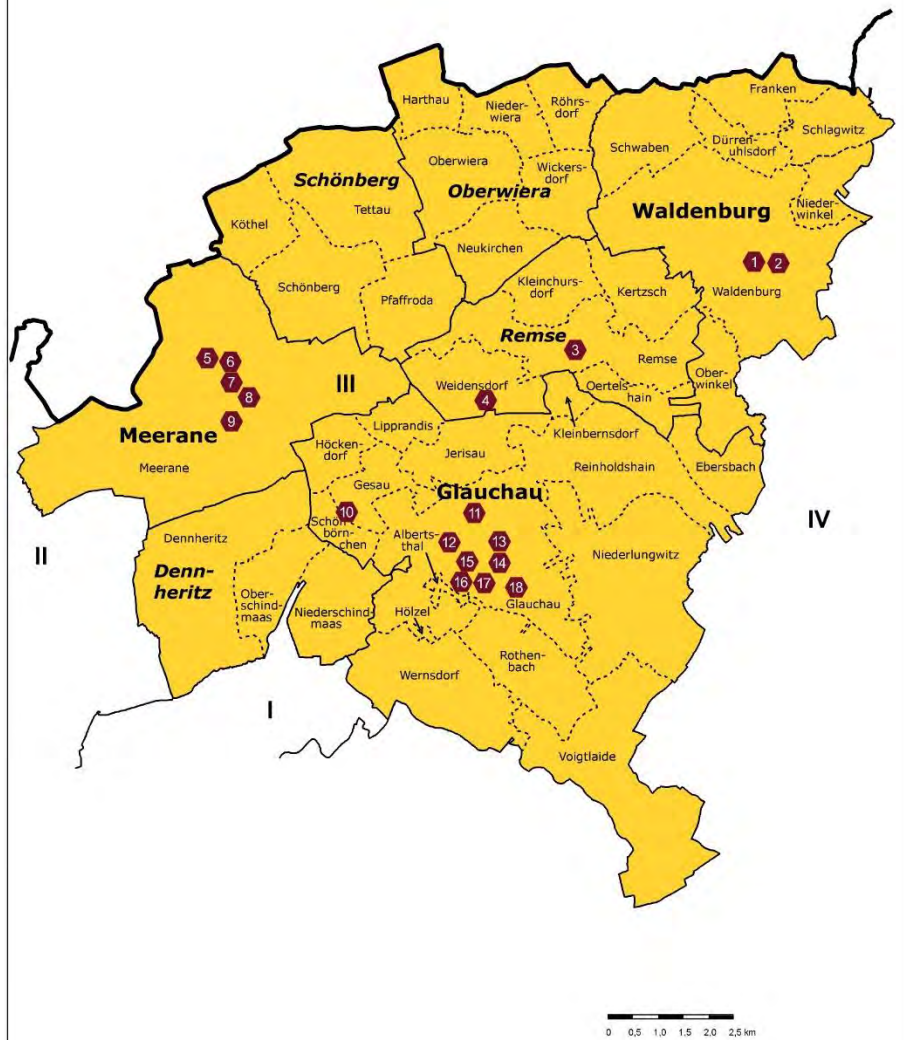 Franken
Harthau
Nieder-
wiera
Röhrs-
dorf
Schlagwitz
Schwaben
Dürren-
uhlsdorf
Oberwiera
Wickers-
dorf
Schönberg
Oberwiera
Tettau
Waldenburg
Nieder-
winkel
Köthel
Neukirchen
1
2
Schönberg
Pfaffroda
Kleinchurs-
dorf
Kertzsch
Waldenburg
Remse
3
5
6
7
8
9
III
Weidensdorf
4
Remse
Ober-
winkel
Oertels-
hain
Meerane
Meerane
Lipprandis
Kleinbernsdorf
Höcken-
dorf
Jerisau
Reinholdshain
Ebersbach
Gesau
Glauchau
10
11
IV
Schön-
börn-
chen
Alberts-
thal
12
13
II
Dennheritz
Niederlungwitz
15
14
Denn-
heritz
16
17
18
Ober-
schind-
maas
Niederschind-
maas
Hölzel
Glauchau
Rothen-
bach
Wernsdorf
I
Voigtlaide
0 0,5 1,0 1,5 2,0 2,5 km